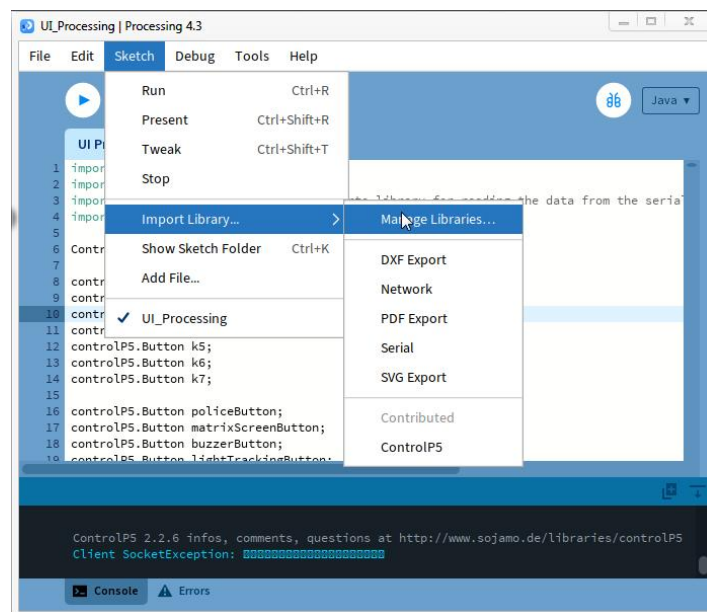 UI_Processing | Processing 4.3
File Edit Sketch Debug Tools Help
Run Ctrl+R
Present Ctrl+Shift+R
Tweak Ctrl+Shift+T
Stop
Import Library... >
Show Sketch Folder Ctrl+K
Add File...
✓ UI_Processing
Manage Libraries...
DXF Export
Network
PDF Export
Serial
SVG Export
Contributed
ControlP5
Java ▾
UI P
1 impor
2 impor
3 impor library for reading the data from the serial
4 impor
5
6 Contr
7
8 contr
9 contr
10 contr
11 contr
12 controlP5.Button k5;
13 controlP5.Button k6;
14 controlP5.Button k7;
15
16 controlP5.Button policeButton;
17 controlP5.Button matrixScreenButton;
18 controlP5.Button buzzerButton;
19 controlP5.Button lightTrackingButton;
ControlP5 2.2.6 infos, comments, questions at http://www.sojamo.de/libraries/controlP5
Client SocketException:
Console Errors